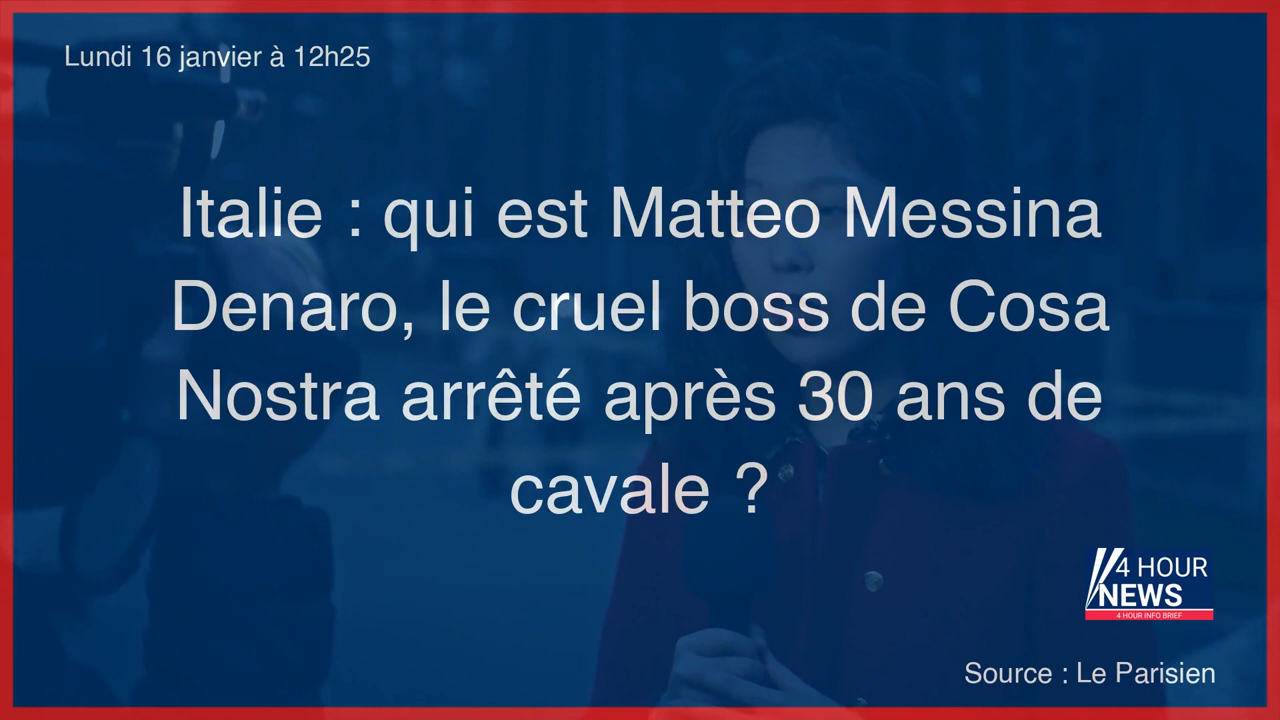 Lundi 16 janvier à 12h25
Italie : qui est Matteo Messina
Denaro, le cruel boss de Cosa
Nostra arrêté après 30 ans de
cavale ?
4 HOUR
NEWS
4 HOUR INFO BRIEF
Source : Le Parisien